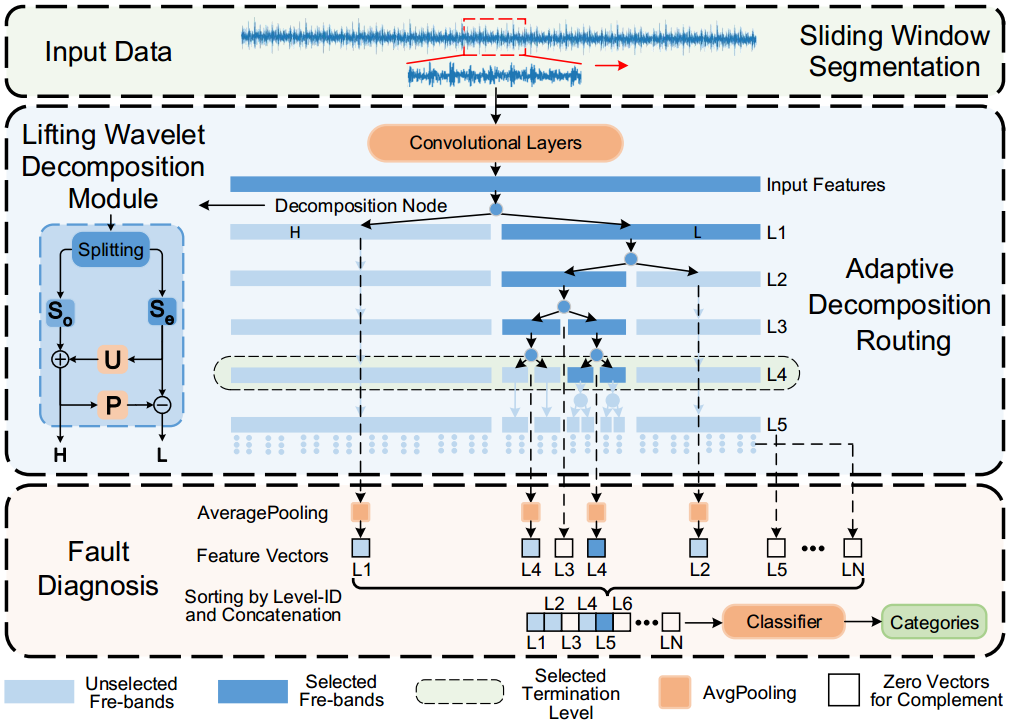 Input Data
Sliding Window
Segmentation
Lifting Wavelet
Decomposition
Module
Convolutional Layers
Input Features
Decomposition Node
H
L
L1
Splitting
L2
Adaptive
Decomposition
Routing
So
Se
L3
U
L4
P
L5
H
L
AveragePooling
Fault
Diagnosis
Feature Vectors
L1
L4
L3
L4
L2
L5
LN
Sorting by Level-ID
and Concatenation
L2
L4
L6
L1
L3
L5
LN
Classifier
Categories
Unselected
Fre-bands
Selected
Fre-bands
Selected
Termination
Level
AvgPooling
Zero Vectors
for Complement